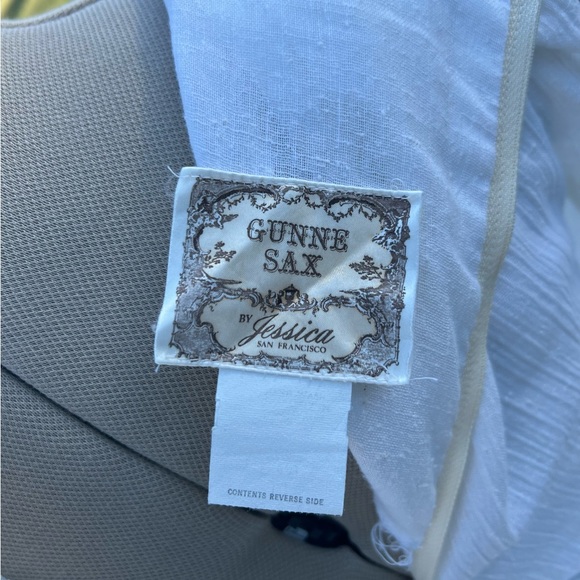 GUNNE
SAX
BY Jessica
SAN FRANCISCO
CONTENTS REVERSE SIDE